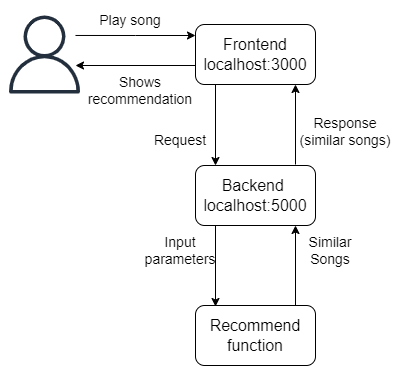 Play song
Frontend
localhost:3000
Shows
recommendation
Request
Response
(similar songs)
Backend
localhost:5000
Input
parameters
Similar
Songs
Recommend
function